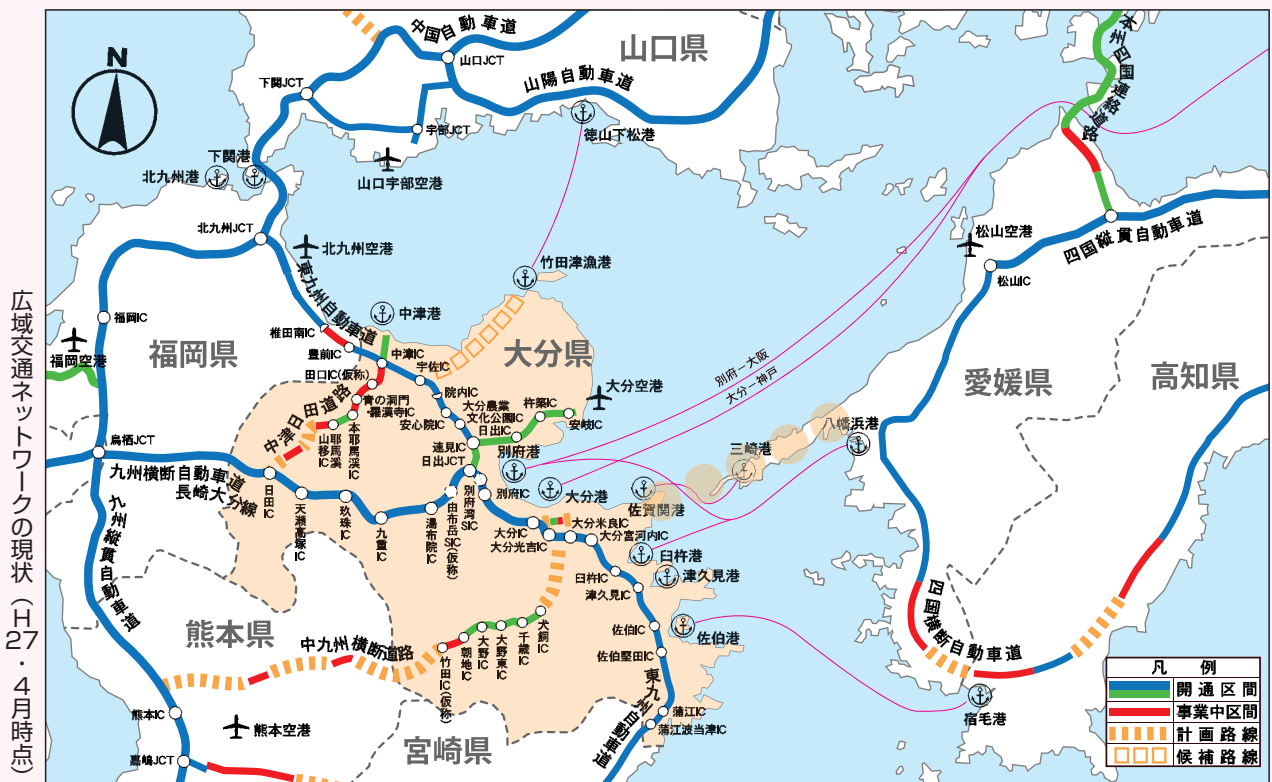 広域交通ネットワークの現状（H27・4月時点）
N
中国自動車道
山口県
本州四国連絡道路
山口JCT
下関JCT
山陽自動車道
宇部JCT
徳山下松港
下関港
北九州港
山口宇部空港
北九州JCT
北九州空港
竹田津漁港
松山空港
四国縦貫自動車道
松山IC
東九州自動車道
中津港
福岡IC
椎田南IC
福岡空港
福岡県
豊前IC
中津IC
大分県
田口IC(仮称)
宇佐IC
別府ー大阪
大分ー神戸
愛媛県
高知県
中津日田道路
青の洞門・羅漢寺IC
院内IC
大分農業文化公園IC
杵築IC
大分空港
安心院IC
日出IC
安岐IC
八幡浜港
鳥栖JCT
耶馬溪山移IC
本耶馬渓IC
速見IC
別府港
三崎港
日出JCT
九州横断自動車道
長崎大分線
別府IC
大分港
佐賀関港
日田IC
天瀬高塚IC
玖珠IC
九重IC
湯布院IC
由布岳SIC(仮称)
別府湾SIC
大分IC
大分米良IC
大分光吉IC
大分宮河内IC
九州縦貫自動車道
臼杵港
臼杵IC
津久見港
津久見IC
四国横断自動車道
熊本県
佐伯IC
佐伯港
中九州横断道路
竹田IC(仮称)
朝地IC
大野IC
大野東IC
千歳IC
犬飼IC
佐伯堅田IC
東九州自動車道
熊本IC
熊本空港
蒲江IC
蒲江波当津IC
宿毛港
宮崎県
嘉嶋JCT
凡 例
開通区間
事業中区間
計画路線
候補路線